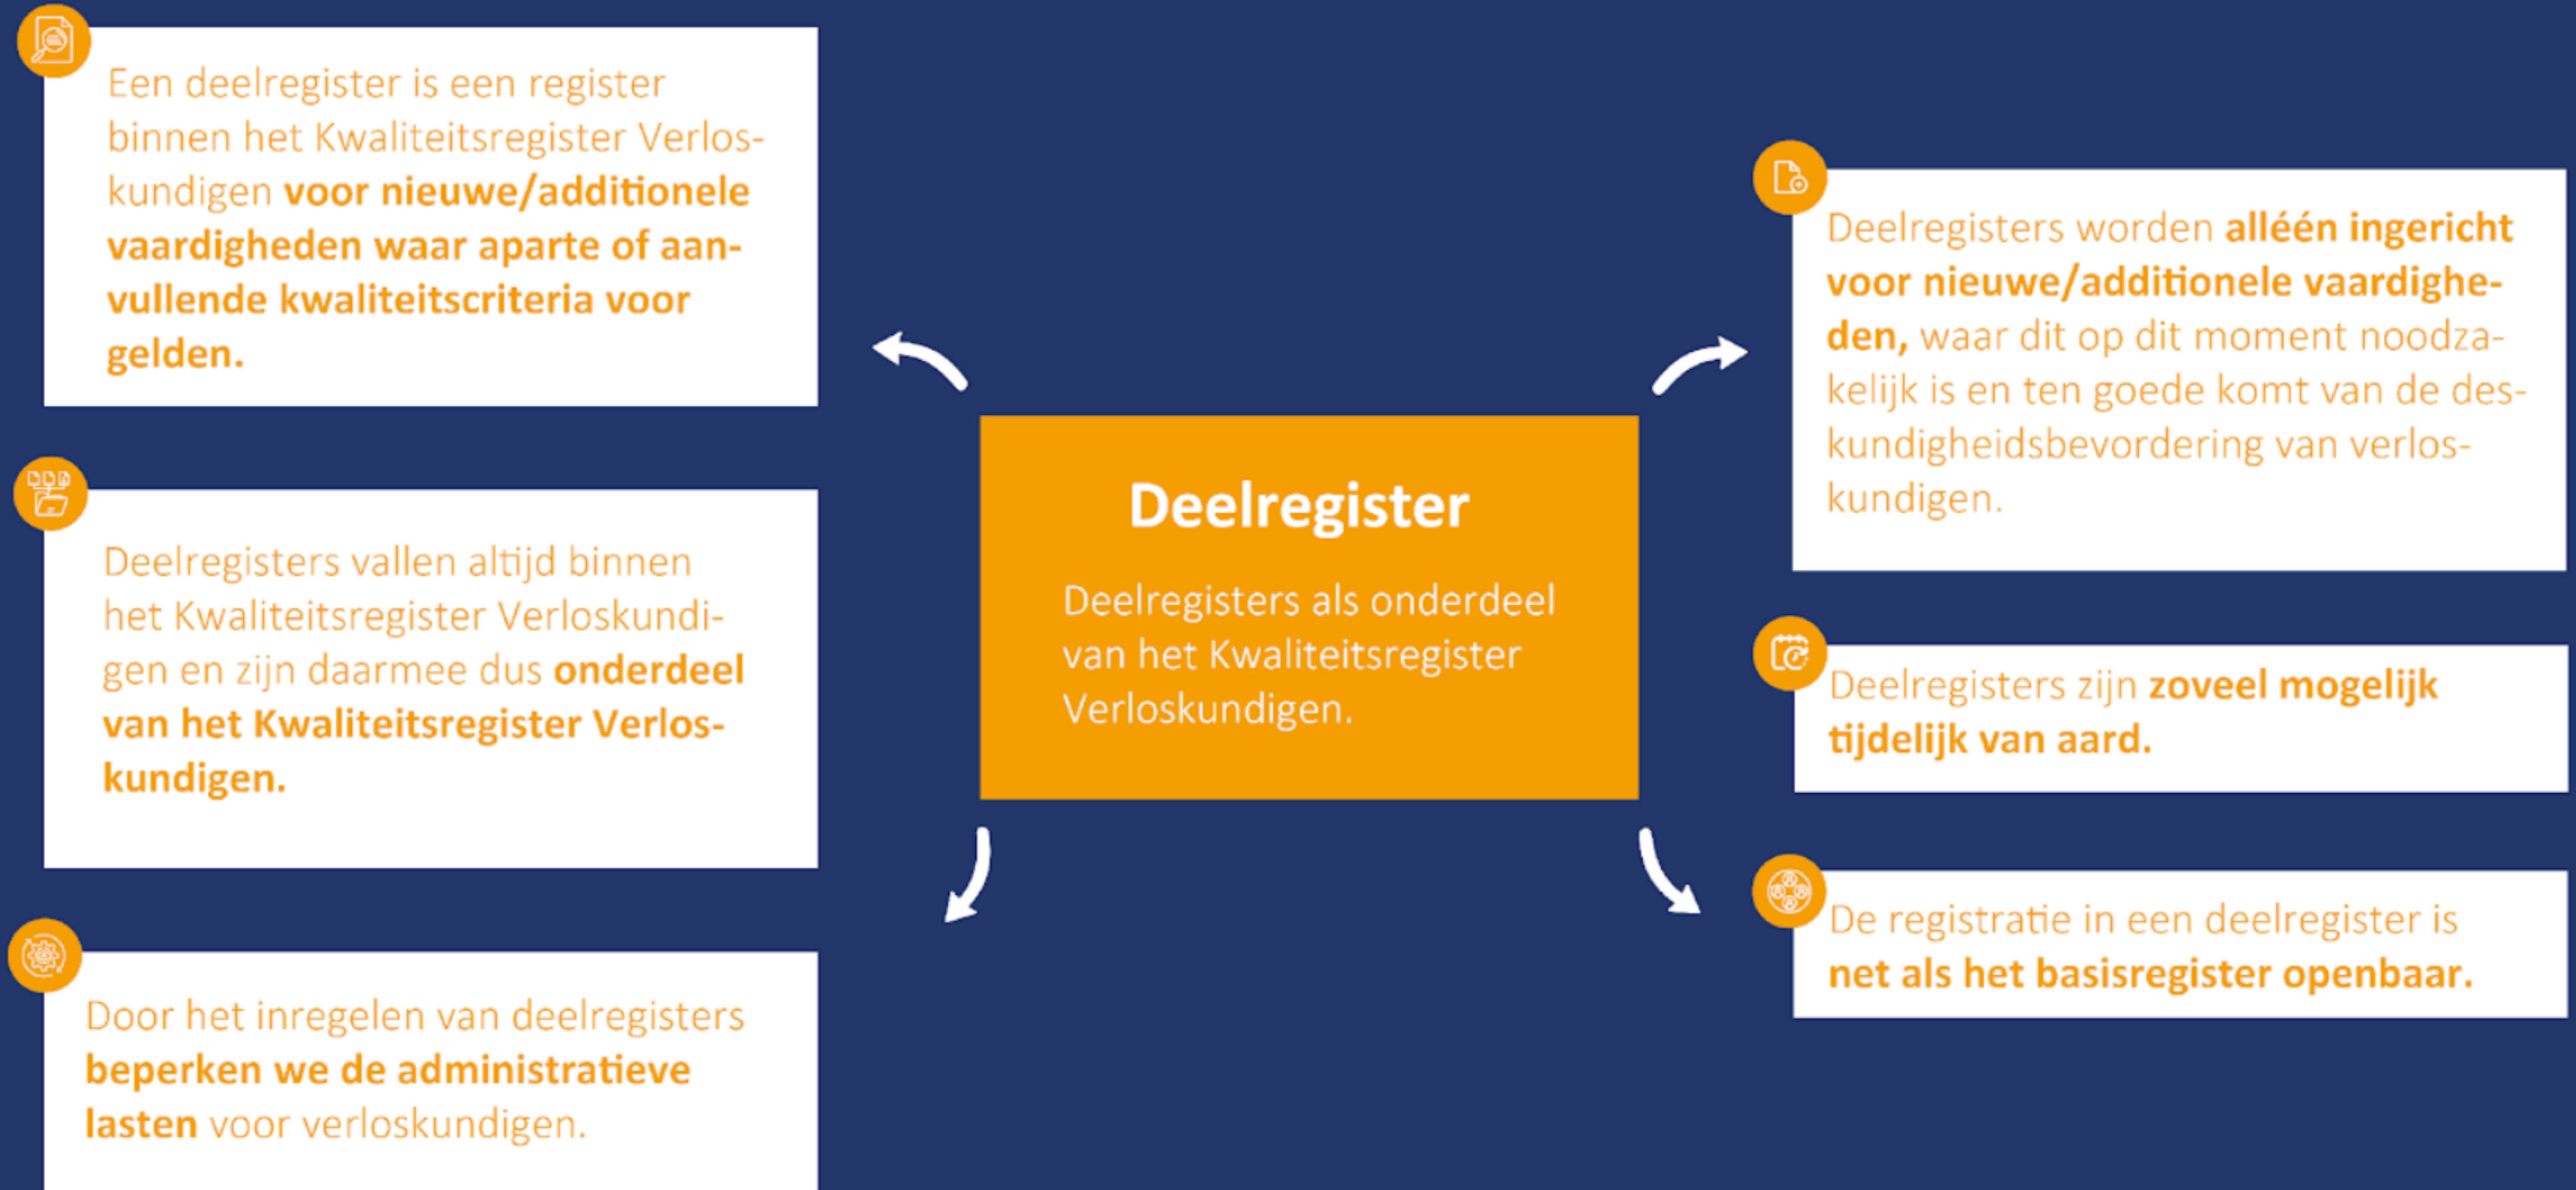 Een deelregister is een register
binnen het Kwaliteitsregister Verlos-
kundigen voor nieuwe/additionele
vaardigheden waar aparte of aan-
vullende kwaliteitscriteria voor
gelden.
Deelregisters vallen altijd binnen
het Kwaliteitsregister Verloskundi-
gen en zijn daarmee dus onderdeel
van het Kwaliteitsregister Verlos-
kundigen.
Door het inregelen van deelregisters
beperken we de administratieve
lasten voor verloskundigen.
Deelregister
Deelregisters als onderdeel
van het Kwaliteitsregister
Verloskundigen.
Deelregisters worden alléén ingericht
voor nieuwe/additionele vaardighe-
den, waar dit op dit moment noodza-
kelijk is en ten goede komt van de des-
kundigheidsbevordering van verlos-
kundigen.
Deelregisters zijn zoveel mogelijk
tijdelijk van aard.
De registratie in een deelregister is
net als het basisregister openbaar.